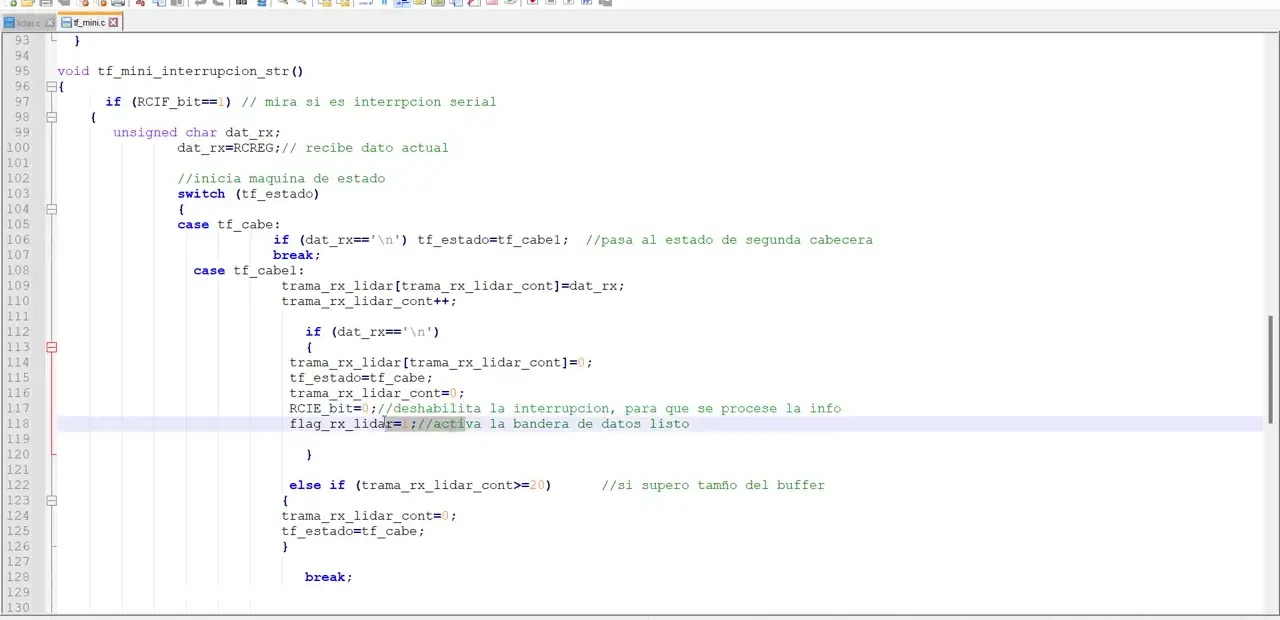 lidar.c tf_mini.c
93 }
94
95 void tf_mini_interrupcion_str()
96 {
97 if (RCIF_bit==1) // mira si es interrpcion serial
98 {
99 unsigned char dat_rx;
100 dat_rx=RCREG;// recibe dato actual
101
102 //inicia maquina de estado
103 switch (tf_estado)
104 {
105 case tf_cabe:
106 if (dat_rx=='\n') tf_estado=tf_cabe1; //pasa al estado de segunda cabecera
107 break;
108 case tf_cabe1:
109 trama_rx_lidar[trama_rx_lidar_cont]=dat_rx;
110 trama_rx_lidar_cont++;
111
112 if (dat_rx=='\n')
113 {
114 trama_rx_lidar[trama_rx_lidar_cont]=0;
115 tf_estado=tf_cabe;
116 trama_rx_lidar_cont=0;
117 RCIE_bit=0;//deshabilita la interrupcion, para que se procese la info
118 flag_rx_lidar=1;//activa la bandera de datos listo
119
120 }
121
122 else if (trama_rx_lidar_cont>=20) //si supero tamño del buffer
123 {
124 trama_rx_lidar_cont=0;
125 tf_estado=tf_cabe;
126 }
127
128 break;
129
130